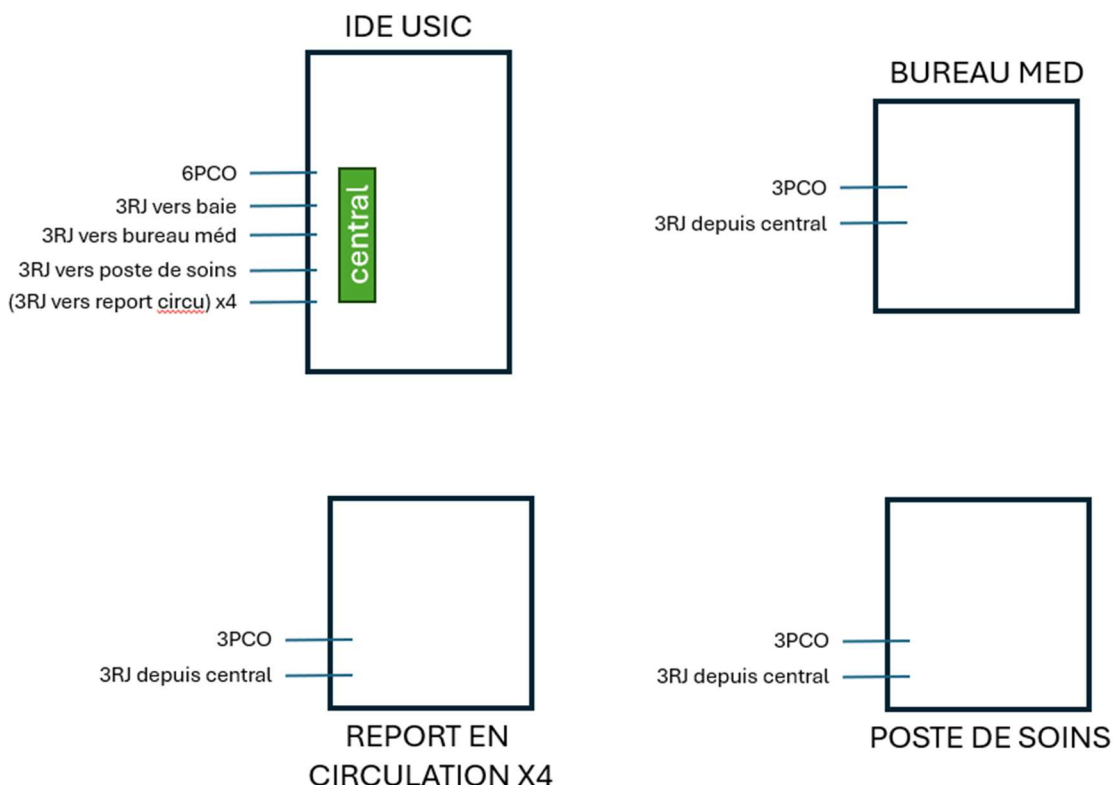 IDE USIC
6PCO
3RJ vers baie
3RJ vers bureau méd
3RJ vers poste de soins
(3RJ vers report circu) x4
central
BUREAU MED
3PCO
3RJ depuis central
3PCO
3RJ depuis central
REPORT EN
CIRCULATION X4
3PCO
3RJ depuis central
POSTE DE SOINS